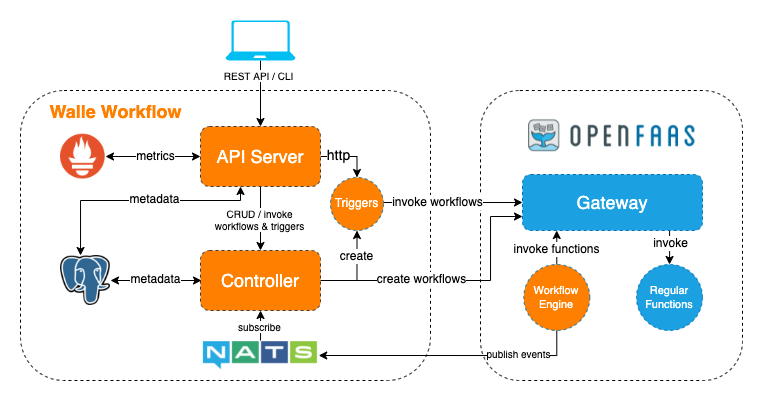 REST API / CLI
Walle Workflow
OPENFAAS
API Server
metrics
http
Triggers
invoke workflows
Gateway
metadata
CRUD / invoke
workflows & triggers
create
invoke functions
invoke
metadata
Controller
create workflows
Workflow
Engine
Regular
Functions
subscribe
NATS
publish events